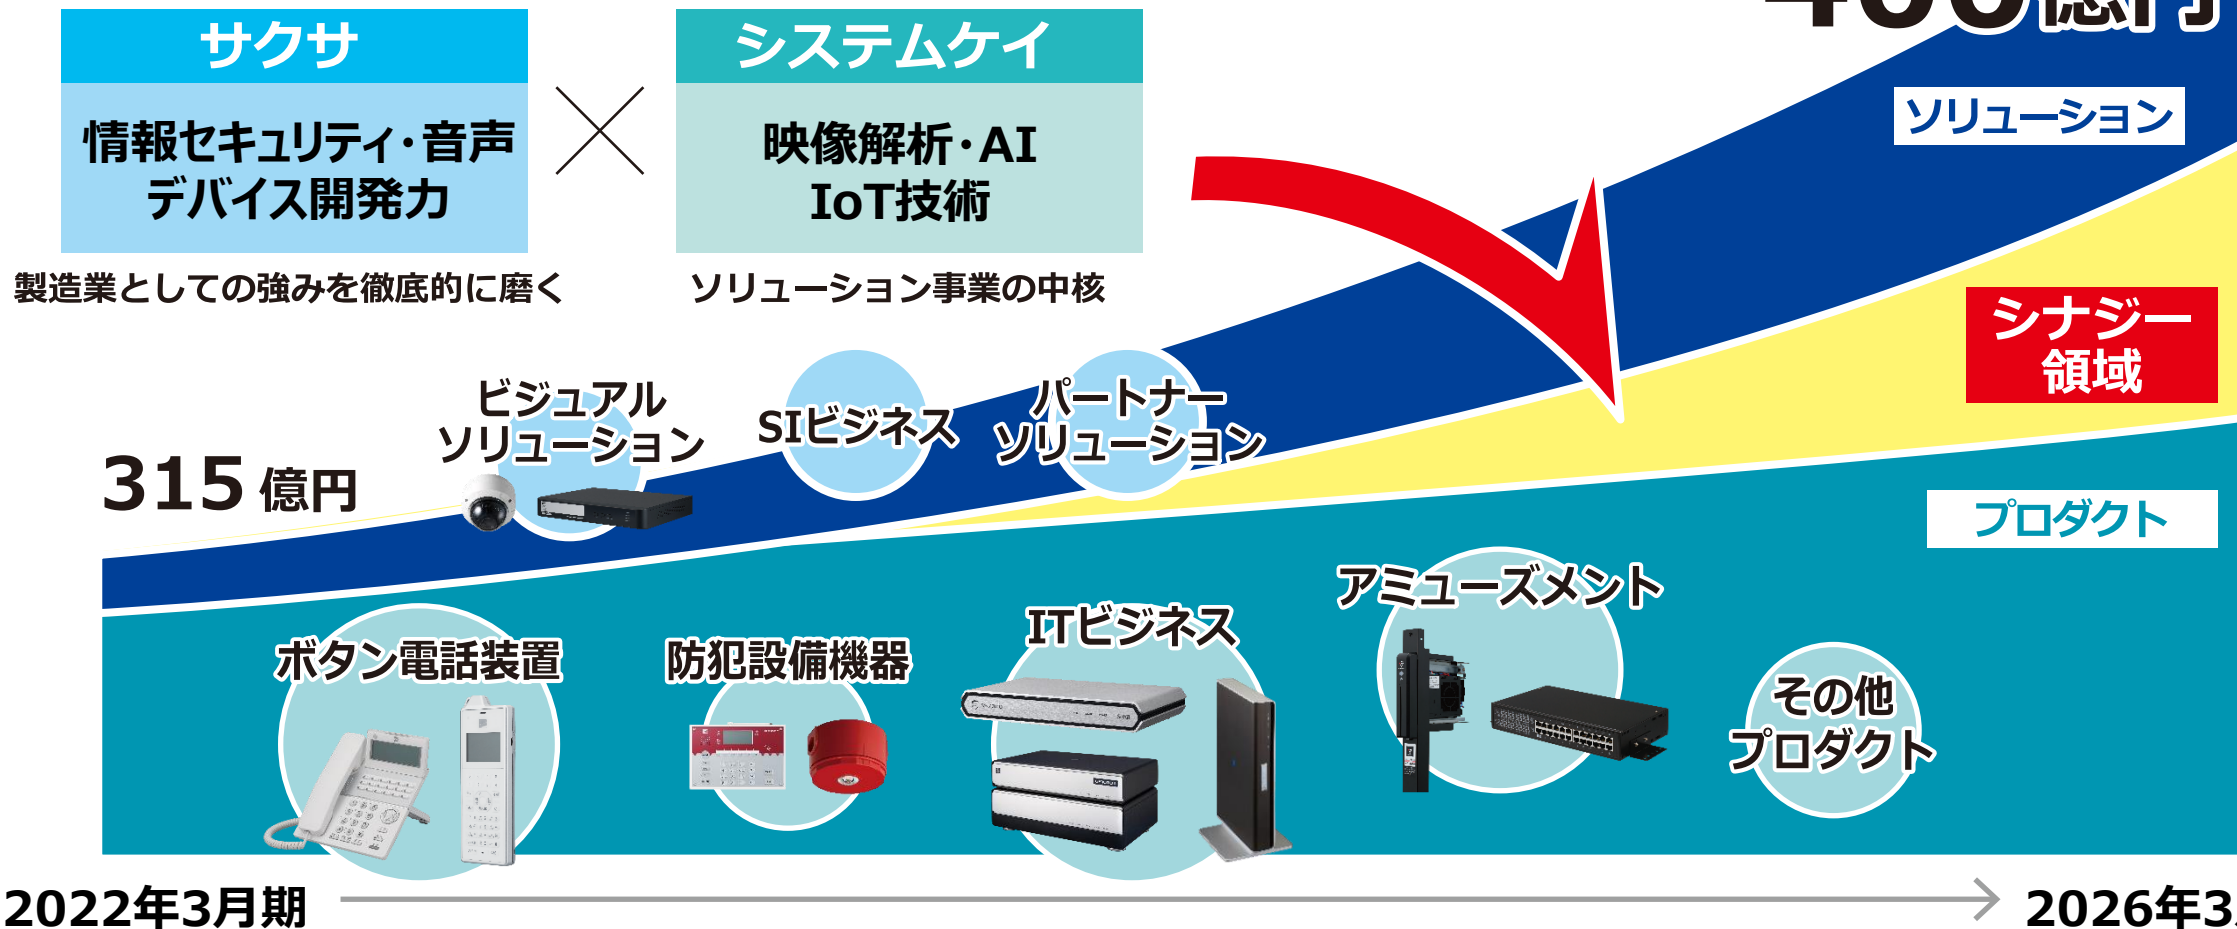 サクサ
情報セキュリティ・音声
デバイス開発力
製造業としての強みを徹底的に磨く
システムケイ
映像解析・AI
IoT技術
ソリューション事業の中核
億円
ソリューション
シナジー
領域
プロダクト
315億円
ビジュアル
ソリューション
SIビジネス
パートナー
ソリューション
ボタン電話装置
防犯設備機器
ITビジネス
アミューズメント
その他
プロダクト
2022年3月期
2026年3